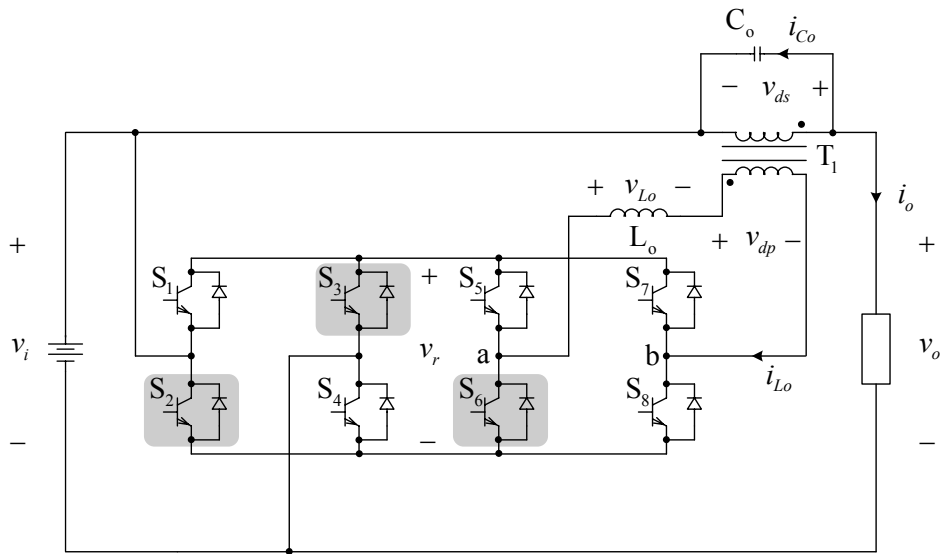 C_o
i_Co
− v_ds +
T_1
+ v_Lo −
L_o
+ v_dp −
i_o
+
v_i
−
S_1
S_3
+
S_5
S_7
v_r
a
b
i_Lo
S_2
S_4
−
S_6
S_8
+
v_o
−